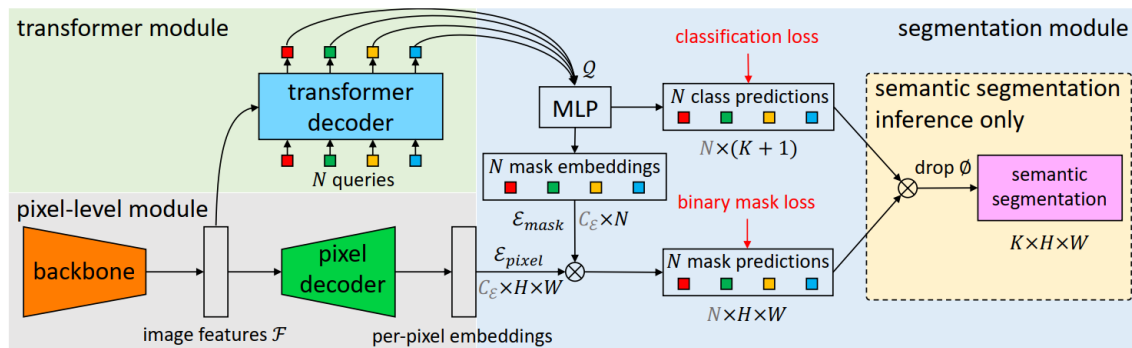 transformer module
transformer
decoder
N queries
pixel-level module
backbone
image features ℱ
pixel
decoder
per-pixel embeddings
segmentation module
Q
MLP
N mask embeddings
ℰmask
Cℰ×N
ℰpixel
Cℰ×H×W
classification loss
N class predictions
N×(K + 1)
binary mask loss
N mask predictions
N×H×W
semantic segmentation
inference only
drop ∅
semantic
segmentation
K×H×W